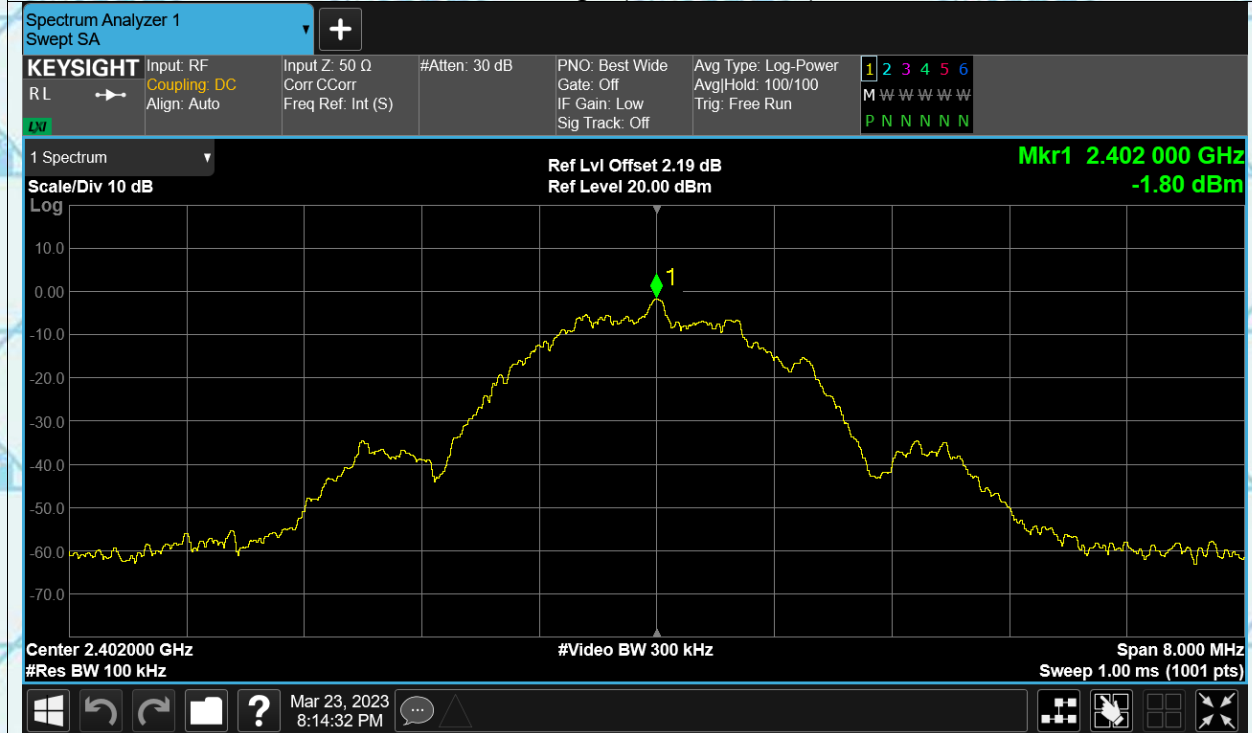 Spectrum Analyzer 1
Swept SA
+
KEYSIGHT
RL
LXI
Input: RF
Coupling: DC
Align: Auto
Input Z: 50 Ω
Corr CCorr
Freq Ref: Int (S)
#Atten: 30 dB
PNO: Best Wide
Gate: Off
IF Gain: Low
Sig Track: Off
Avg Type: Log-Power
Avg|Hold: 100/100
Trig: Free Run
1 2 3 4 5 6
M W W W W W
P N N N N N
1 Spectrum
Scale/Div 10 dB
Log
Ref Lvl Offset 2.19 dB
Ref Level 20.00 dBm
Mkr1 2.402 000 GHz
-1.80 dBm
1
10.0
0.00
-10.0
-20.0
-30.0
-40.0
-50.0
-60.0
-70.0
Center 2.402000 GHz
#Res BW 100 kHz
#Video BW 300 kHz
Span 8.000 MHz
Sweep 1.00 ms (1001 pts)
?
Mar 23, 2023
8:14:32 PM